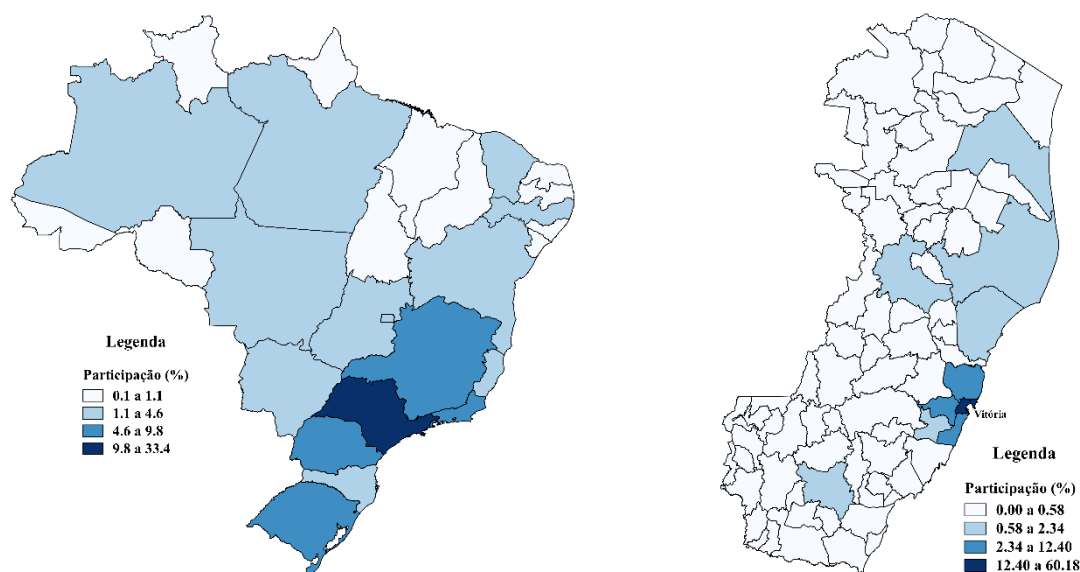 Legenda
Participação (%)
0.1 a 1.1
1.1 a 4.6
4.6 a 9.8
9.8 a 33.4
Vitória
Legenda
Participação (%)
0.00 a 0.58
0.58 a 2.34
2.34 a 12.40
12.40 a 60.18